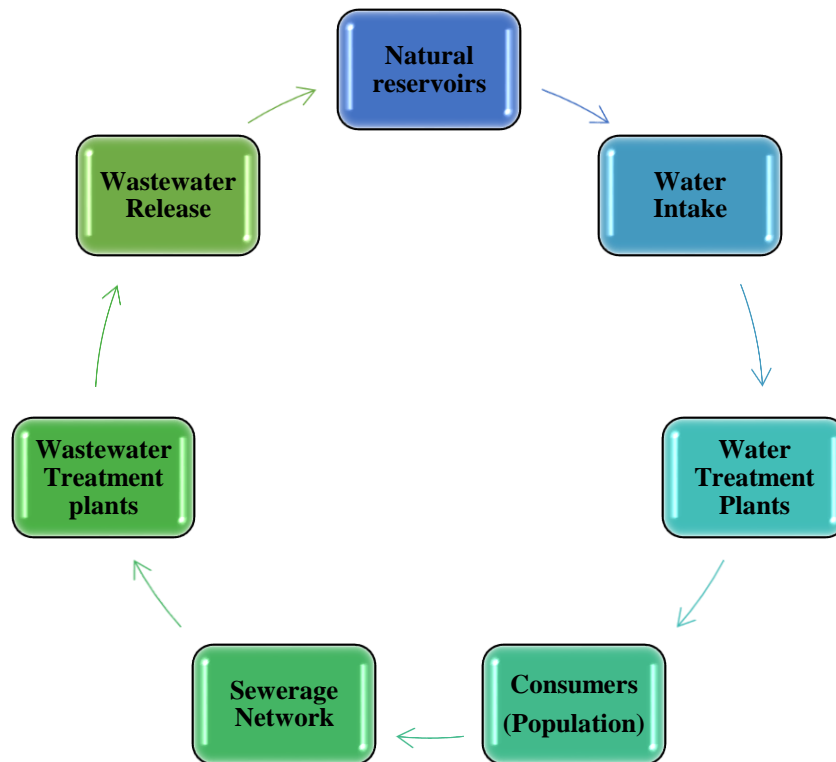 Natural
reservoirs
Water
Intake
Water
Treatment
Plants
Consumers
(Population)
Sewerage
Network
Wastewater
Treatment
plants
Wastewater
Release